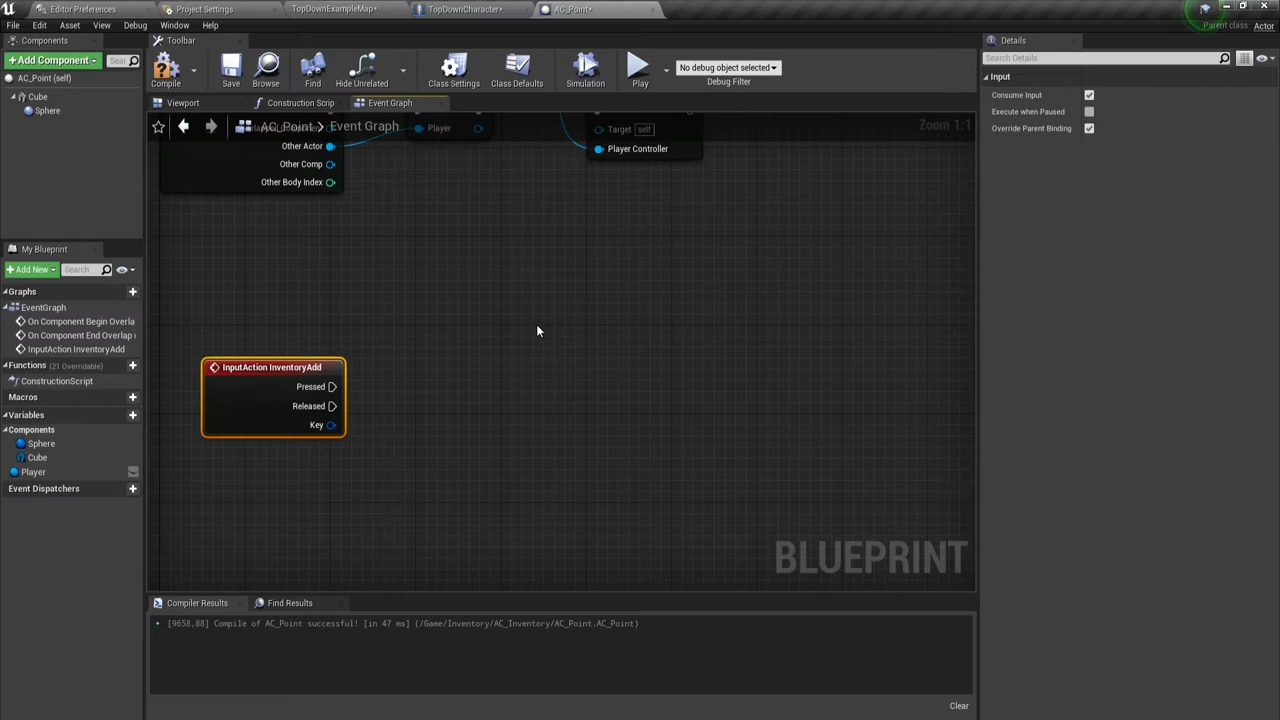 Editor Preferences
Project Settings
TopDownExampleMap*
TopDownCharacter*
AC_Point*
File Edit Asset View Debug Window Help
Parent class: Actor
Components
Toolbar
Details
+Add Component
Sear
Compile
Save
Browse
Find
Hide Unrelated
Class Settings
Class Defaults
Simulation
Play
No debug object selected
Debug Filter
Search Details
AC_Point (self)
Cube
Sphere
Input
Consume Input
Execute when Paused
Override Parent Binding
Viewport
Construction Scrip
Event Graph
AC_Point
Event Graph
Zoom 1:1
Player
Target self
Player Controller
Other Actor
Other Comp
Other Body Index
My Blueprint
+Add New
Search
Graphs
EventGraph
On Component Begin Overla
On Component End Overlap
InputAction InventoryAdd
Functions (21 Overridable)
ConstructionScript
Macros
Variables
Components
Sphere
Cube
Player
Event Dispatchers
InputAction InventoryAdd
Pressed
Released
Key
BLUEPRINT
Compiler Results
Find Results
[9658.88] Compile of AC_Point successful! [in 47 ms] (/Game/Inventory/AC_Inventory/AC_Point.AC_Point)
Clear